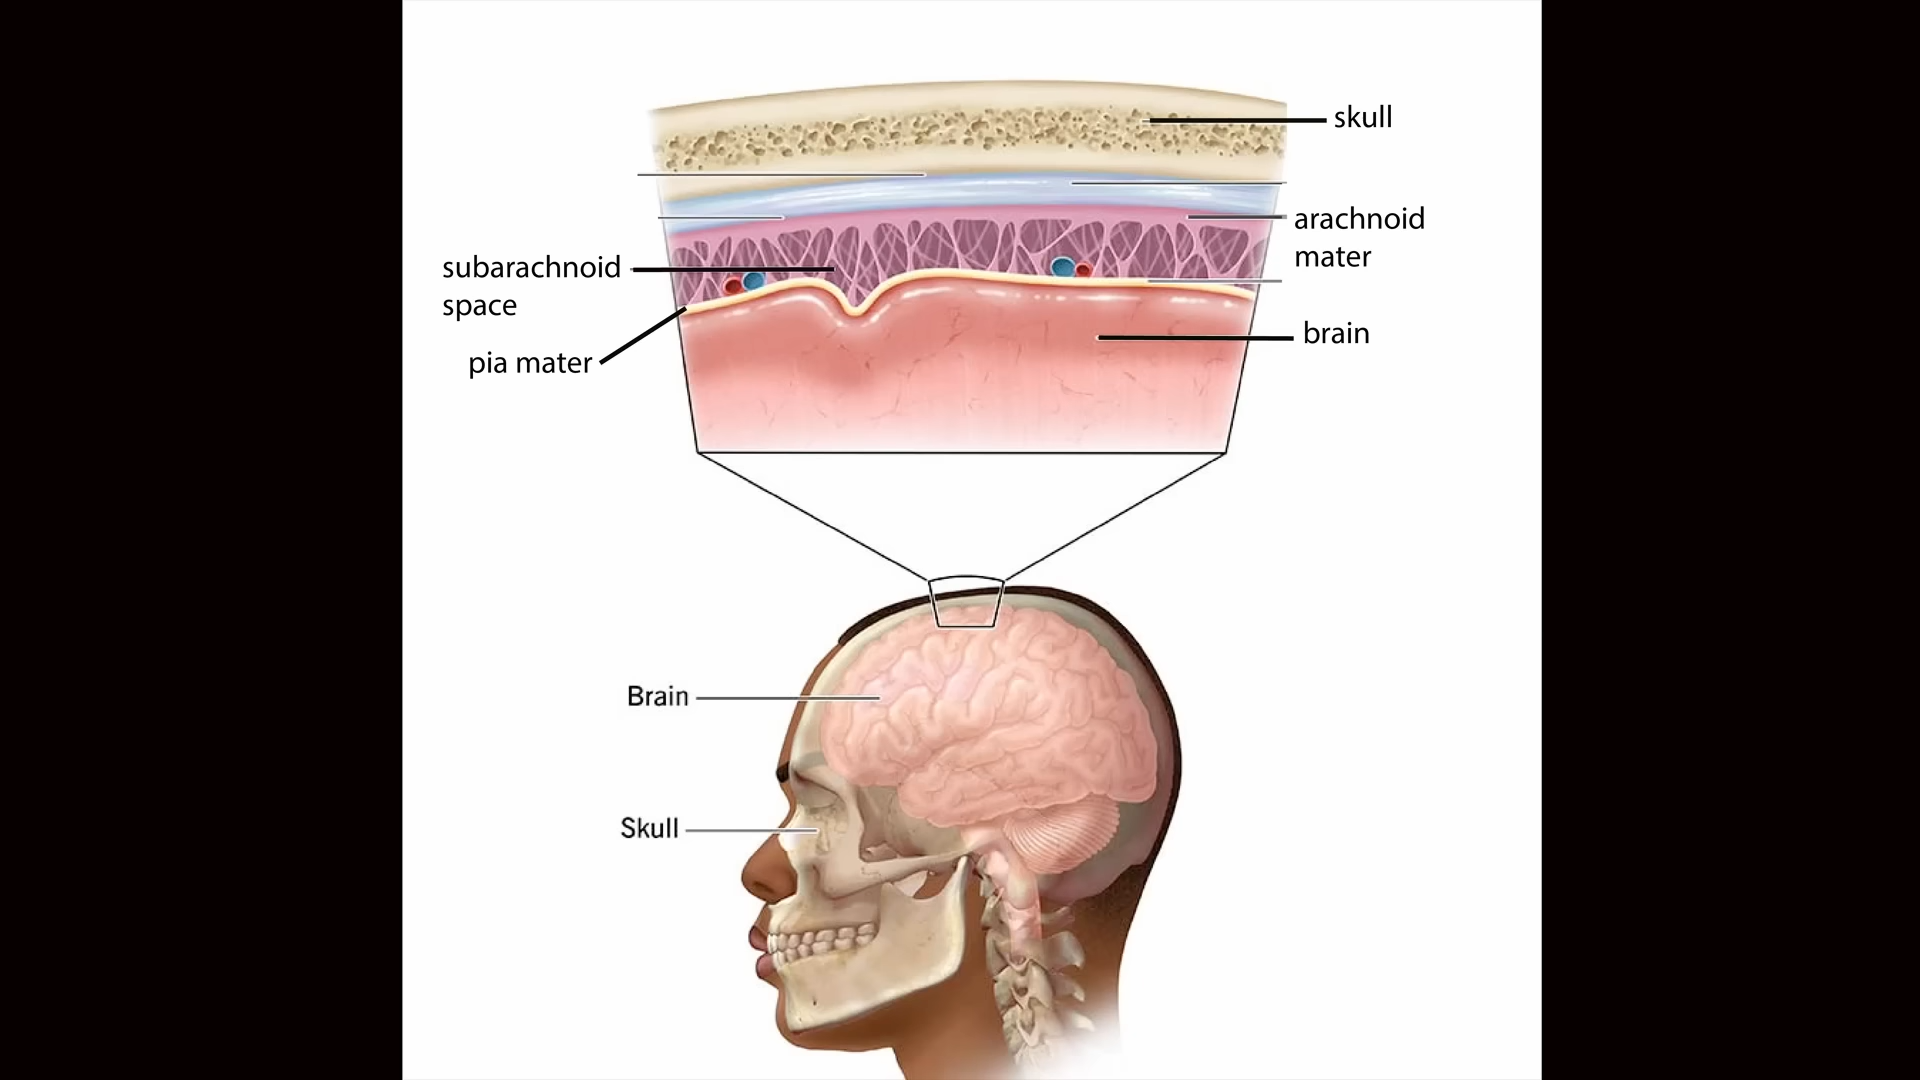 skull
arachnoid
mater
subarachnoid
space
brain
pia mater
Brain
Skull